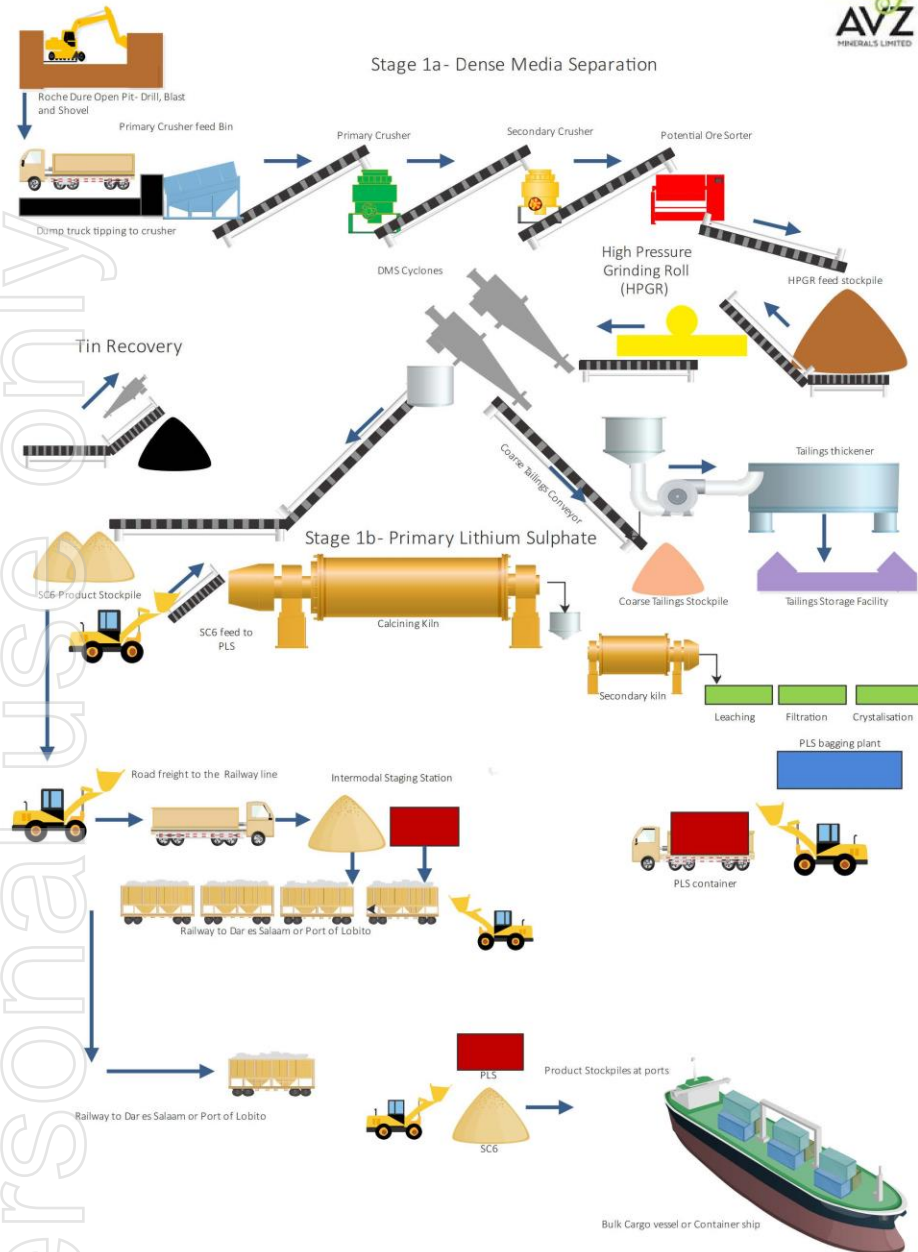 AVZ
MINERALS LIMITED
Stage 1a- Dense Media Separation
Roche Dure Open Pit- Drill, Blast
and Shovel
Primary Crusher feed Bin
Primary Crusher
Secondary Crusher
Potential Ore Sorter
Dump truck tipping to crusher
DMS Cyclones
High Pressure
Grinding Roll
(HPGR)
HPGR feed stockpile
Tin Recovery
Coarse Tailings Conveyor
Tailings thickener
Stage 1b- Primary Lithium Sulphate
SC6 Product Stockpile
SC6 feed to
PLS
Calcining Kiln
Coarse Tailings Stockpile
Tailings Storage Facility
Secondary kiln
Leaching
Filtration
Crystalisation
PLS bagging plant
Road freight to the Railway line
Intermodal Staging Station
PLS container
Railway to Dar es Salaam or Port of Lobito
PLS
Product Stockpiles at ports
Railway to Dar es Salaam or Port of Lobito
SC6
Bulk Cargo vessel or Container ship
ersonal use only